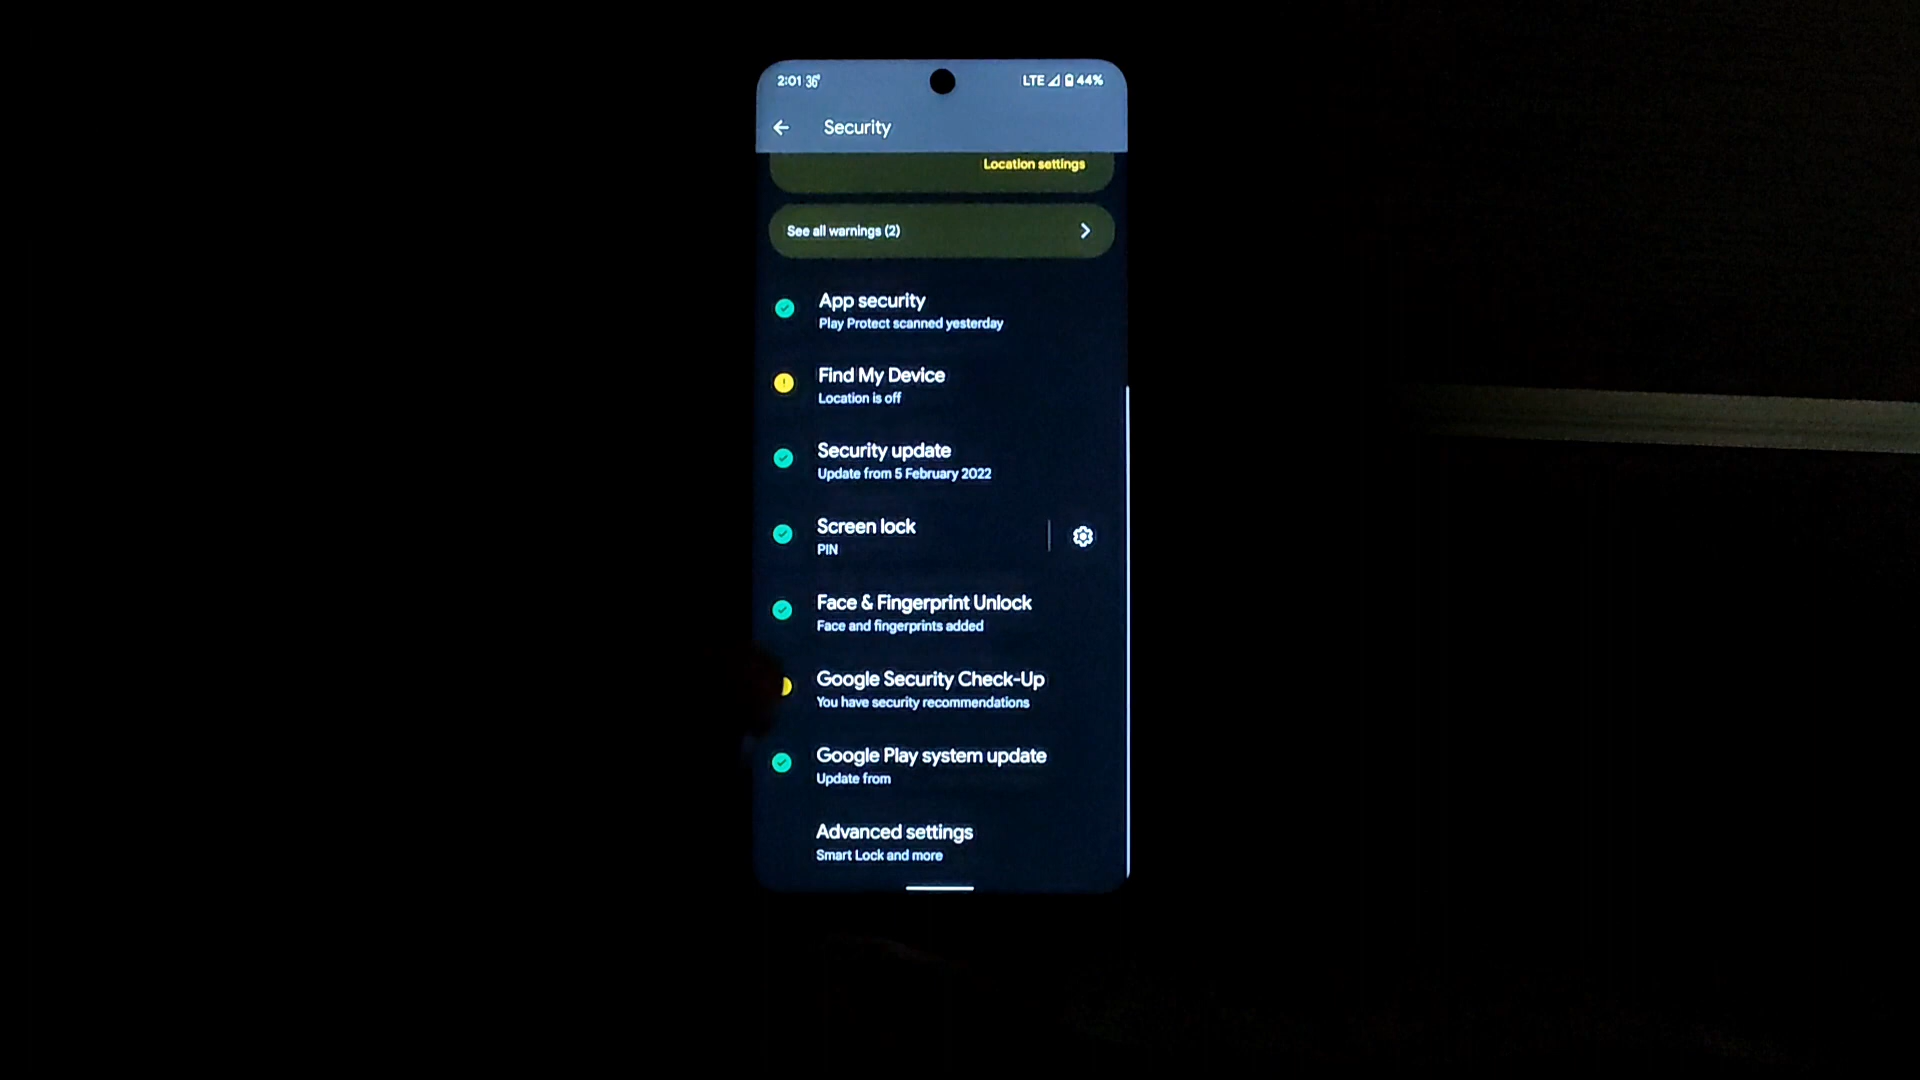 2:01 36° LTE 44%
Security
Location settings
See all warnings (2)
App security
Play Protect scanned yesterday
Find My Device
Location is off
Security update
Update from 5 February 2022
Screen lock
PIN
Face & Fingerprint Unlock
Face and fingerprints added
Google Security Check-Up
You have security recommendations
Google Play system update
Update from
Advanced settings
Smart Lock and more